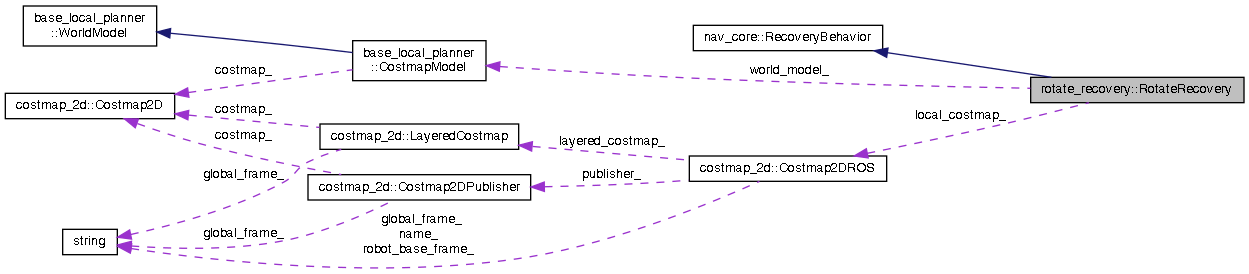 base_local_planner
::WorldModel
nav_core::RecoveryBehavior
base_local_planner
::CostmapModel
costmap_
world_model_
rotate_recovery::RotateRecovery
costmap_2d::Costmap2D
costmap_
local_costmap_
costmap_
costmap_2d::LayeredCostmap
layered_costmap_
costmap_2d::Costmap2DROS
global_frame_
costmap_2d::Costmap2DPublisher
publisher_
string
global_frame_
global_frame_
name_
robot_base_frame_